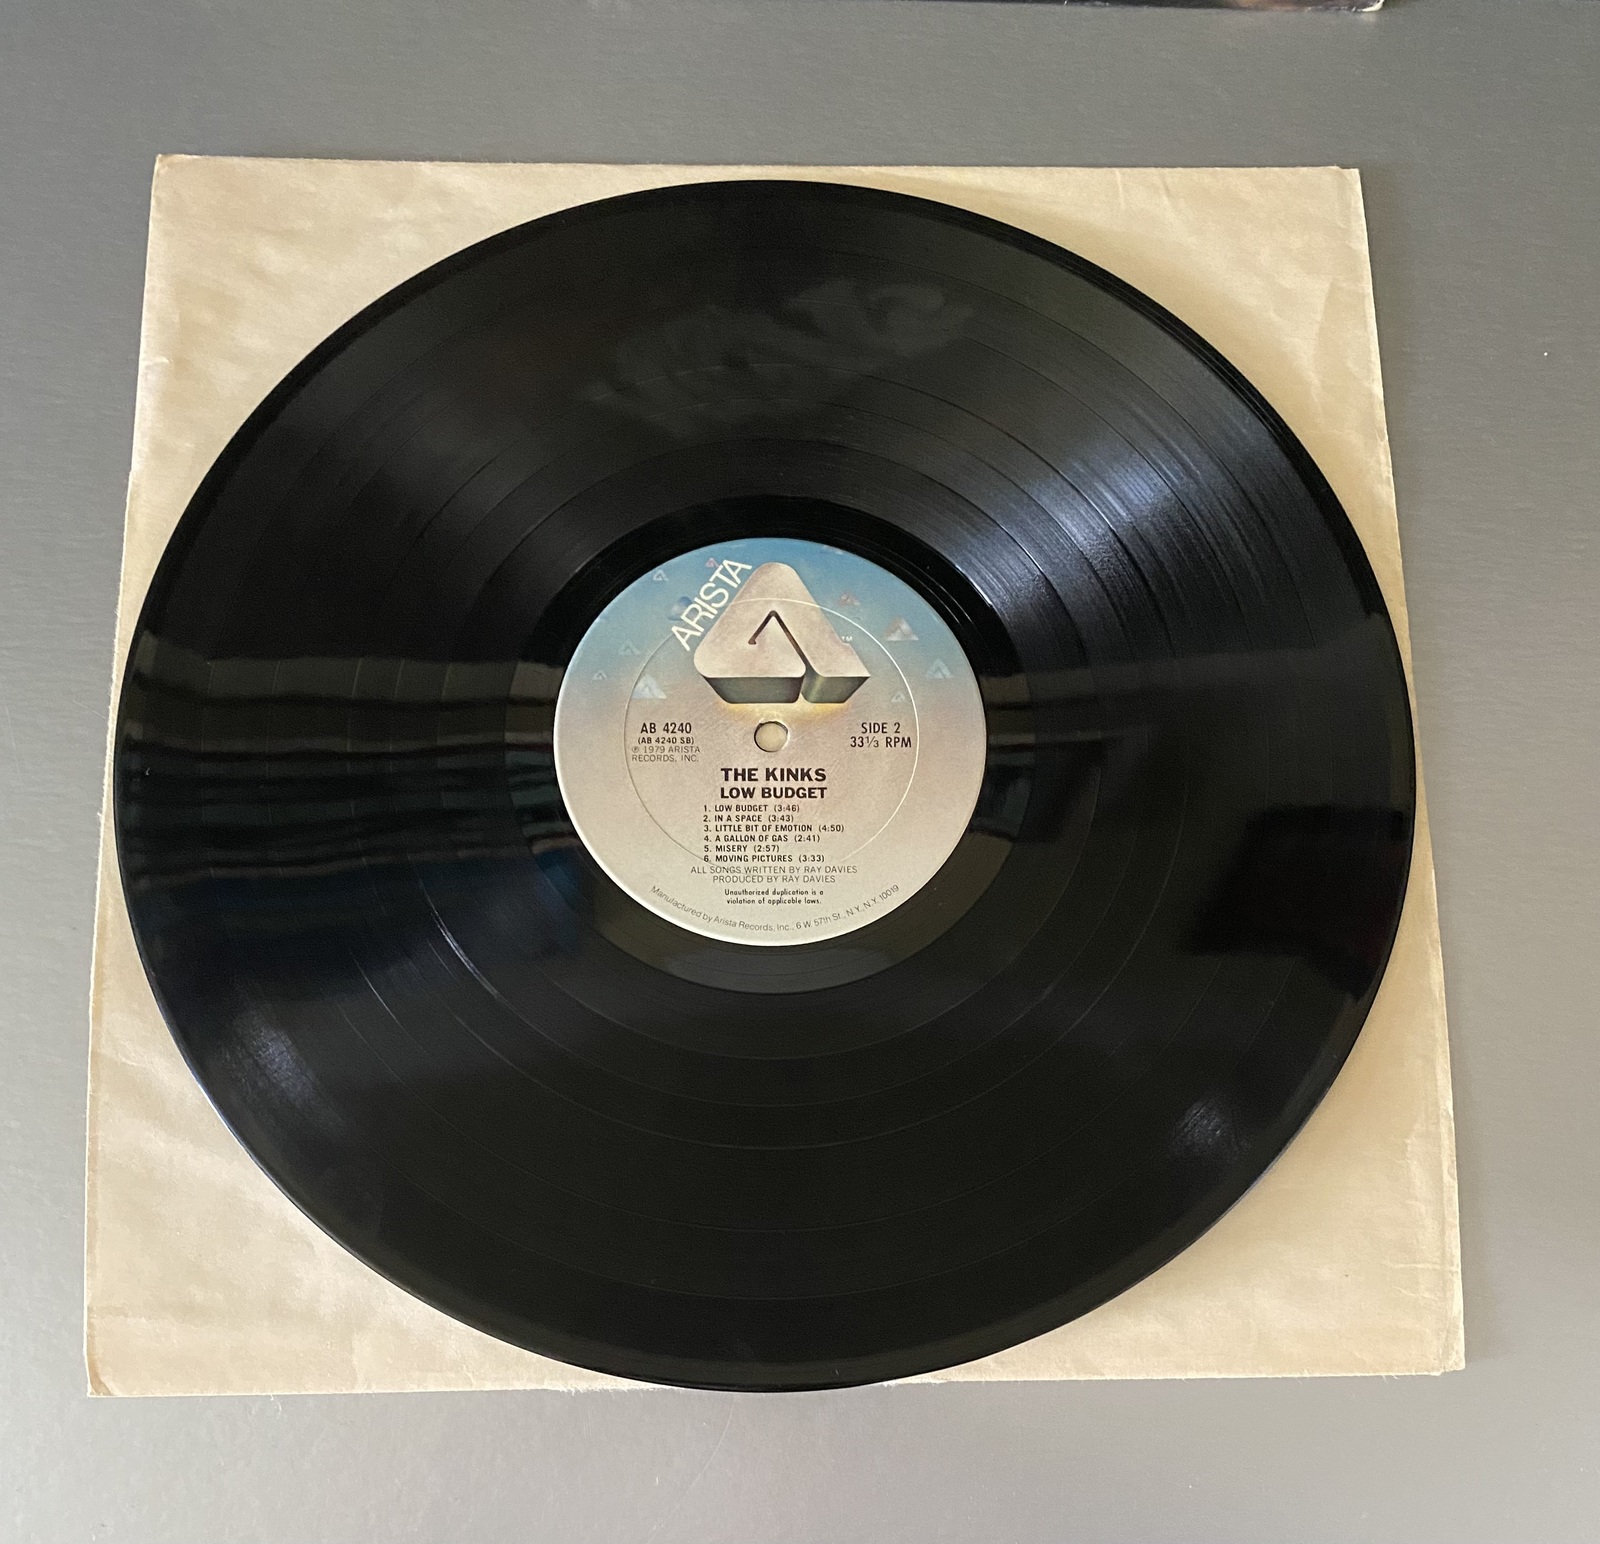 ARISTA
TM
AB 4240
(AB 4240 SB)
℗ 1979 ARISTA
RECORDS, INC.
SIDE 2
33⅓ RPM
THE KINKS
LOW BUDGET
1. LOW BUDGET (3:46)
2. IN A SPACE (3:43)
3. LITTLE BIT OF EMOTION (4:50)
4. A GALLON OF GAS (2:41)
5. MISERY (2:57)
6. MOVING PICTURES (3:33)
ALL SONGS WRITTEN BY RAY DAVIES
PRODUCED BY RAY DAVIES
Unauthorized duplication is a
violation of applicable laws.
Manufactured by Arista Records, Inc., 6 W. 57th St., N.Y., N.Y. 10019